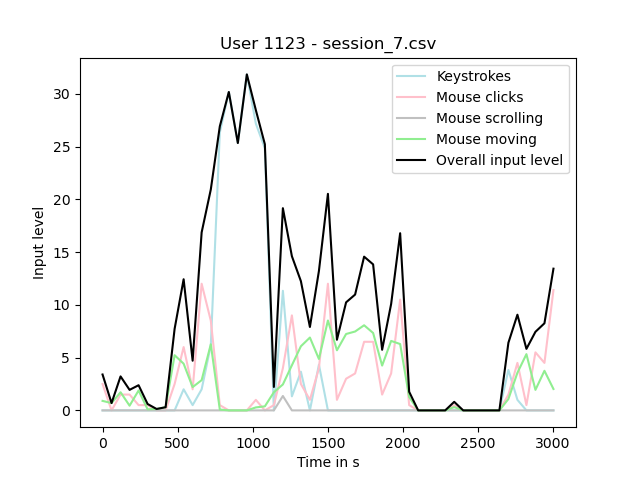 User 1123 - session_7.csv
Keystrokes
Mouse clicks
Mouse scrolling
Mouse moving
Overall input level
Input level
30
25
20
15
10
5
0
0 500 1000 1500 2000 2500 3000
Time in s